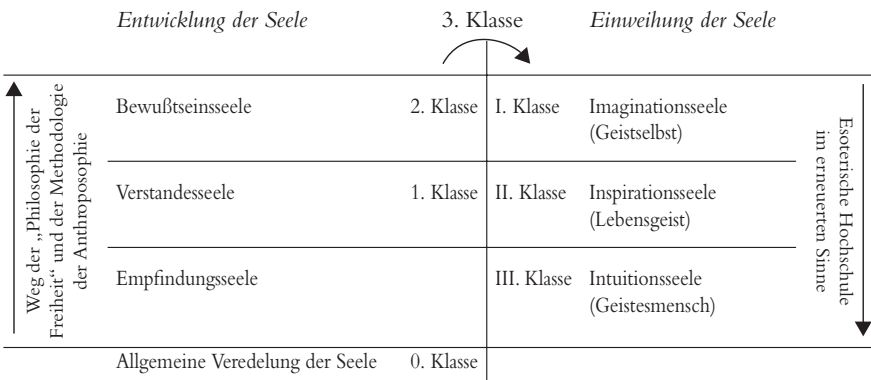 Entwicklung der Seele 3. Klasse Einweihung der Seele
Weg der „Philosophie der
Freiheit“ und der Methodologie
der Anthroposophie
Bewußtseinsseele 2. Klasse I. Klasse Imaginationsseele
(Geistselbst)
Verstandesseele 1. Klasse II. Klasse Inspirationsseele
(Lebensgeist)
Empfindungsseele III. Klasse Intuitionsseele
(Geistesmensch)
Esoterische Hochschule
im erneuerten Sinne
Allgemeine Veredelung der Seele 0. Klasse